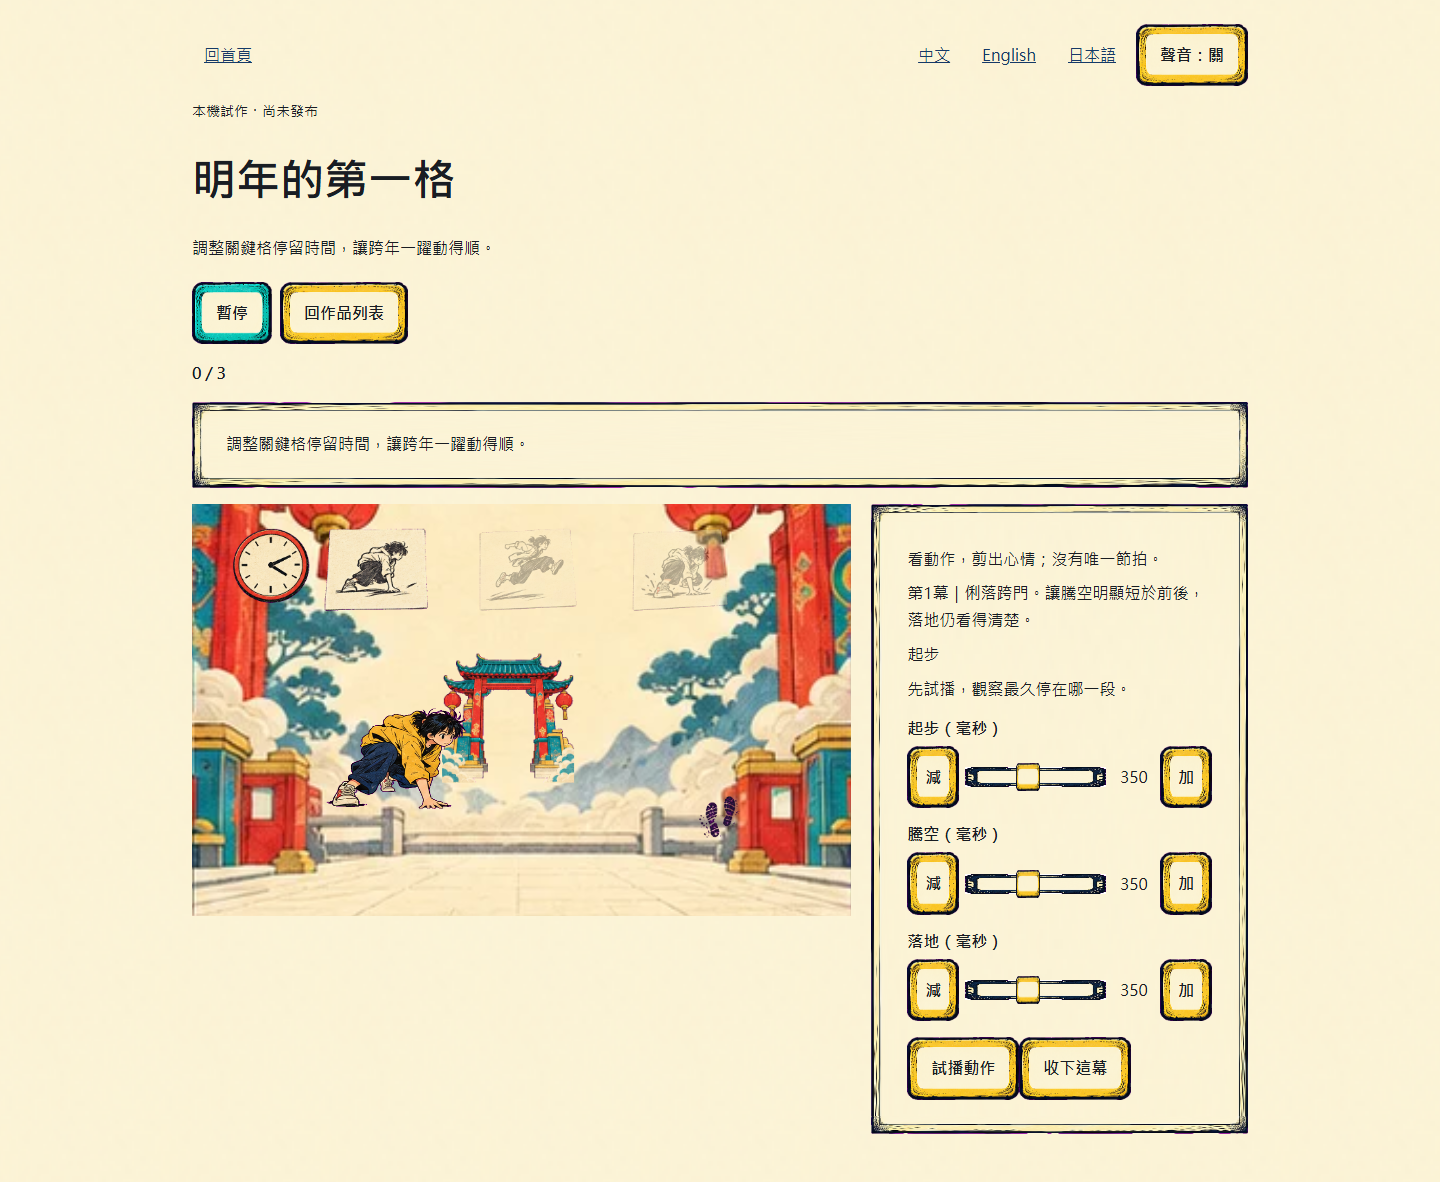 回首頁
中文
English
日本語
聲音：關
本機試作・尚未發布
明年的第一格
調整關鍵格停留時間，讓跨年一躍動得順。
暫停
回作品列表
0 / 3
調整關鍵格停留時間，讓跨年一躍動得順。
看動作，剪出心情；沒有唯一節拍。
第1幕｜俐落跨門。讓騰空明顯短於前後，
落地仍看得清楚。
起步
先試播，觀察最久停在哪一段。
起步（毫秒）
減
350
加
騰空（毫秒）
減
350
加
落地（毫秒）
減
350
加
試播動作
收下這幕